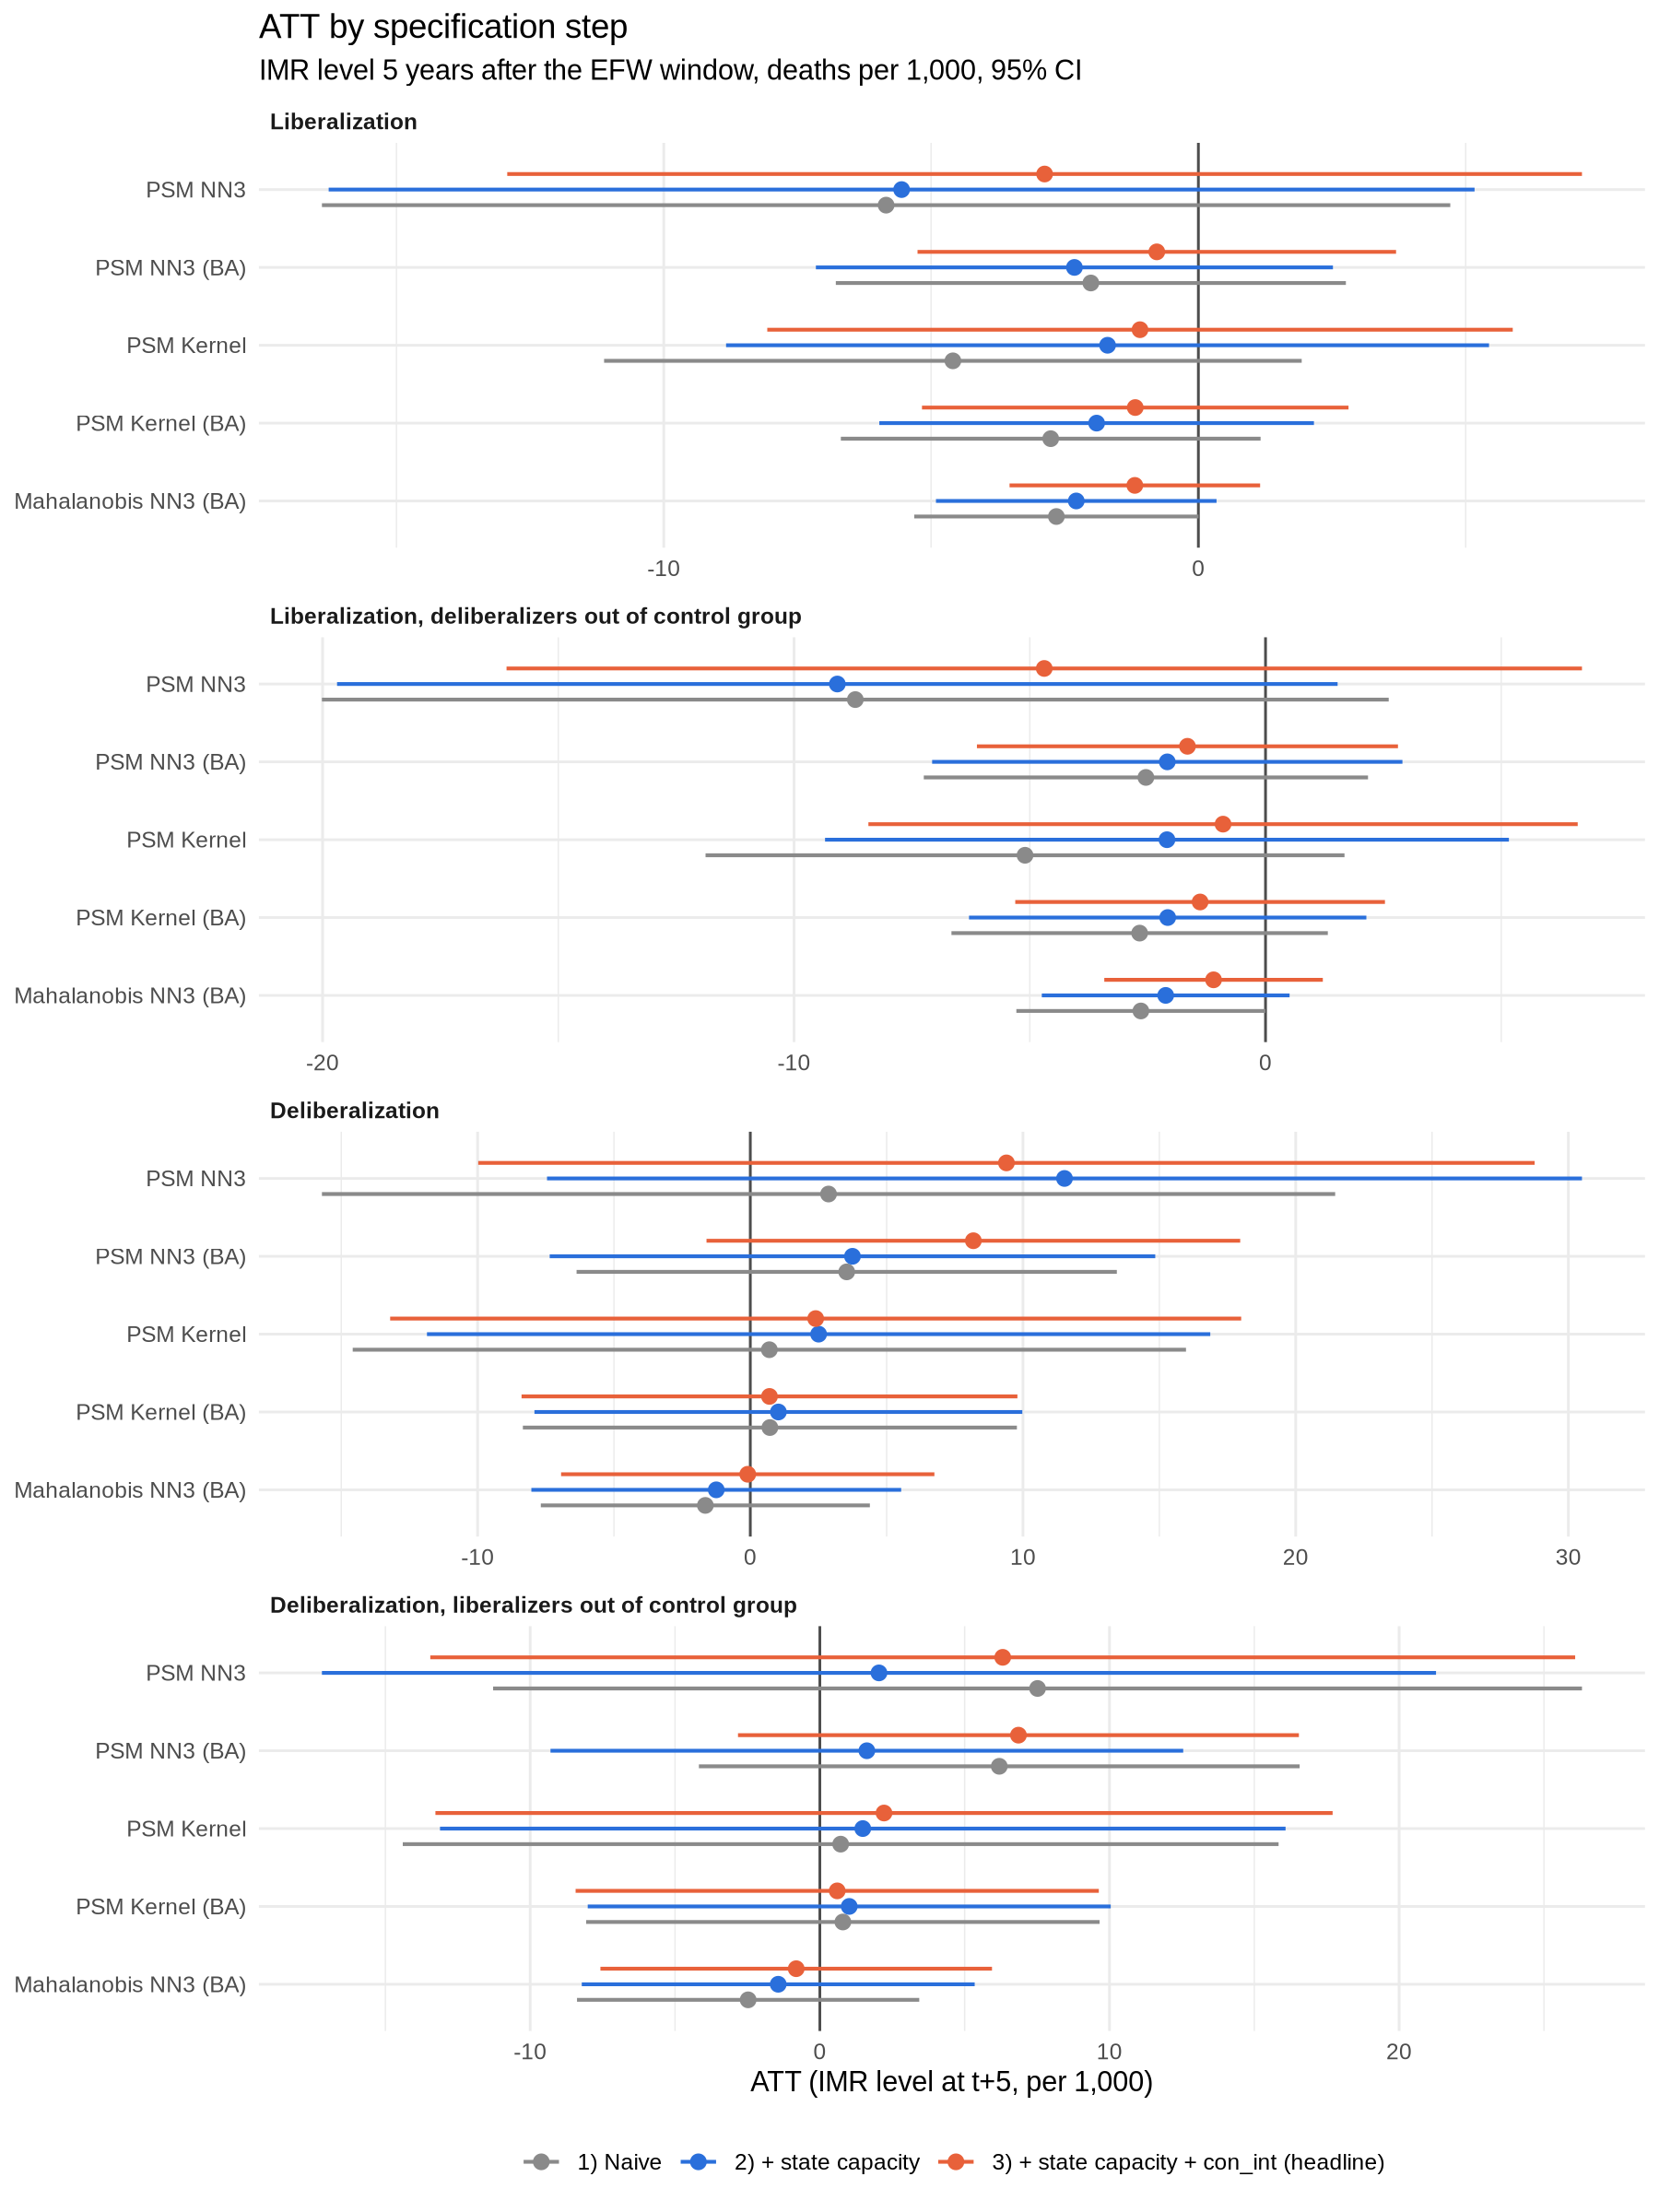 ATT by specification step
IMR level 5 years after the EFW window, deaths per 1,000, 95% CI
Liberalization
PSM NN3
PSM NN3 (BA)
PSM Kernel
PSM Kernel (BA)
Mahalanobis NN3 (BA)
-10 0
Liberalization, deliberalizers out of control group
PSM NN3
PSM NN3 (BA)
PSM Kernel
PSM Kernel (BA)
Mahalanobis NN3 (BA)
-20 -10 0
Deliberalization
PSM NN3
PSM NN3 (BA)
PSM Kernel
PSM Kernel (BA)
Mahalanobis NN3 (BA)
-10 0 10 20 30
Deliberalization, liberalizers out of control group
PSM NN3
PSM NN3 (BA)
PSM Kernel
PSM Kernel (BA)
Mahalanobis NN3 (BA)
-10 0 10 20
ATT (IMR level at t+5, per 1,000)
1) Naive 2) + state capacity 3) + state capacity + con_int (headline)